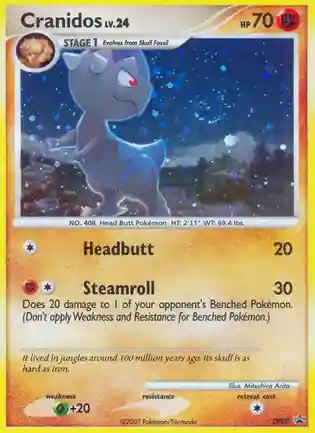 Cranidos LV.24 HP 70
STAGE 1 Evolves from Skull Fossil
NO. 408 Head Butt Pokémon HT: 2'11" WT: 69.4 lbs.
Headbutt 20
Steamroll 30
Does 20 damage to 1 of your opponent's Benched Pokémon.
(Don't apply Weakness and Resistance for Benched Pokémon.)
It lived in jungles around 100 million years ago. Its skull is as
hard as iron.
Illus. Mitsuhiro Arita
weakness resistance retreat cost
+20
©2007 Pokémon/Nintendo DP07